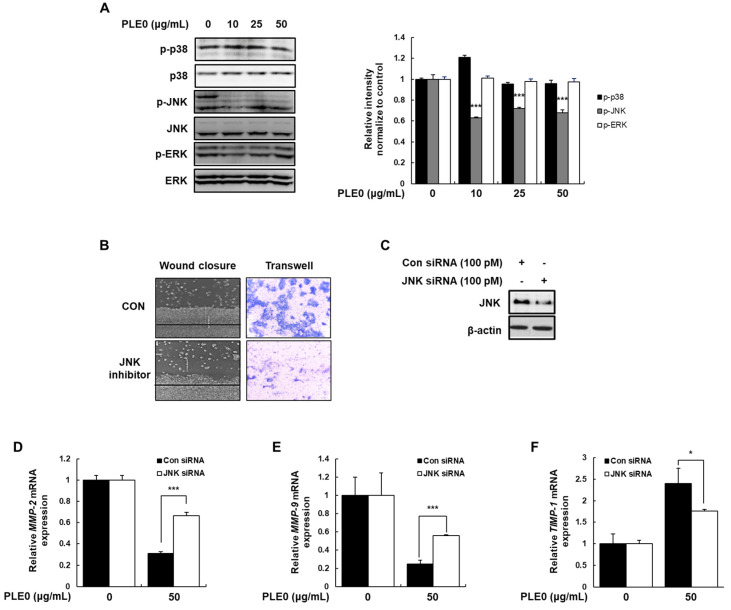 A
PLE0 (µg/mL) 0 10 25 50
p-p38
p38
p-JNK
JNK
p-ERK
ERK
Relative intensity
normalize to control
1.4
1.2
1
0.8
0.6
0.4
0.2
0
***
***
***
p-p38
p-JNK
p-ERK
PLE0 (µg/mL) 0 10 25 50
B
Wound closure Transwell
CON
JNK
inhibitor
C
Con siRNA (100 pM) + -
JNK siRNA (100 pM) - +
JNK
β-actin
D
Relative MMP-2 mRNA
expression
1.2
1
0.8
0.6
0.4
0.2
0
Con siRNA
JNK siRNA
***
PLE0 (µg/mL) 0 50
E
Relative MMP-9 mRNA
expression
1.4
1.2
1
0.8
0.6
0.4
0.2
0
Con siRNA
JNK siRNA
***
PLE0 (µg/mL) 0 50
F
Relative TIMP-1 mRNA
expression
3
2.5
2
1.5
1
0.5
0
Con siRNA
JNK siRNA
*
PLE0 (µg/mL) 0 50